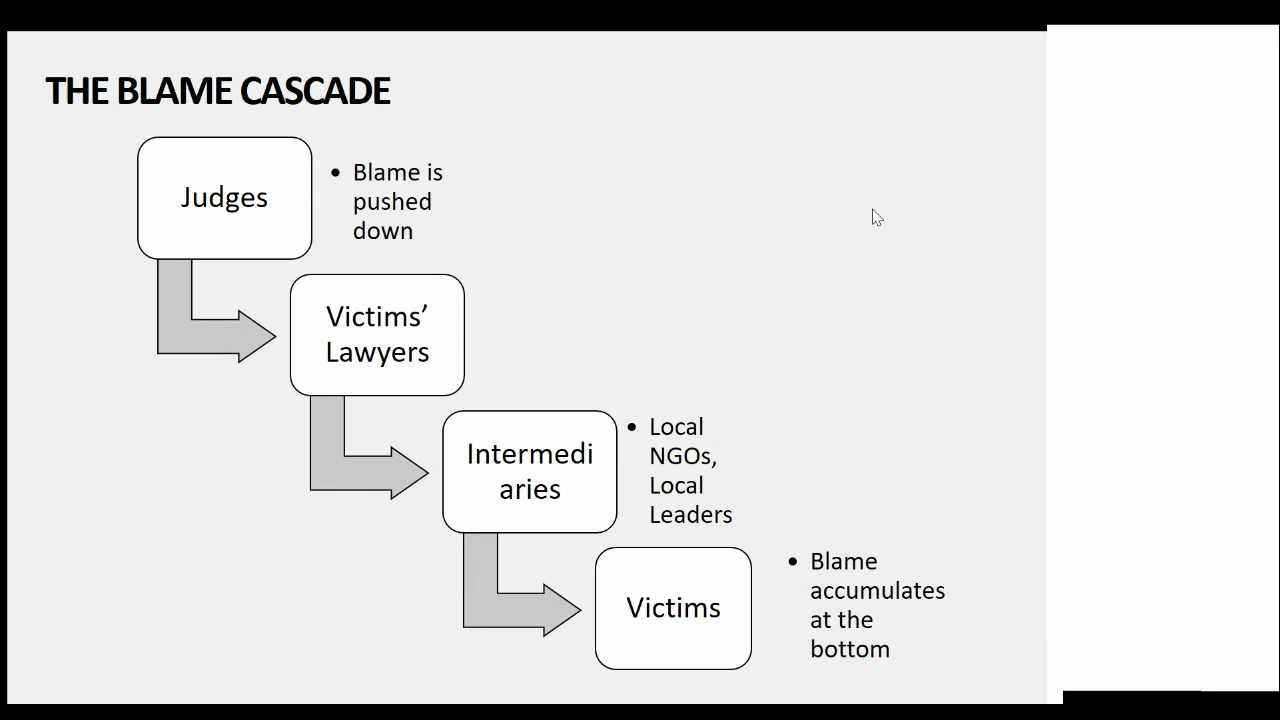 THE BLAME CASCADE
Judges
• Blame is
pushed
down
Victims’
Lawyers
Intermedi
aries
• Local
NGOs,
Local
Leaders
Victims
• Blame
accumulates
at the
bottom